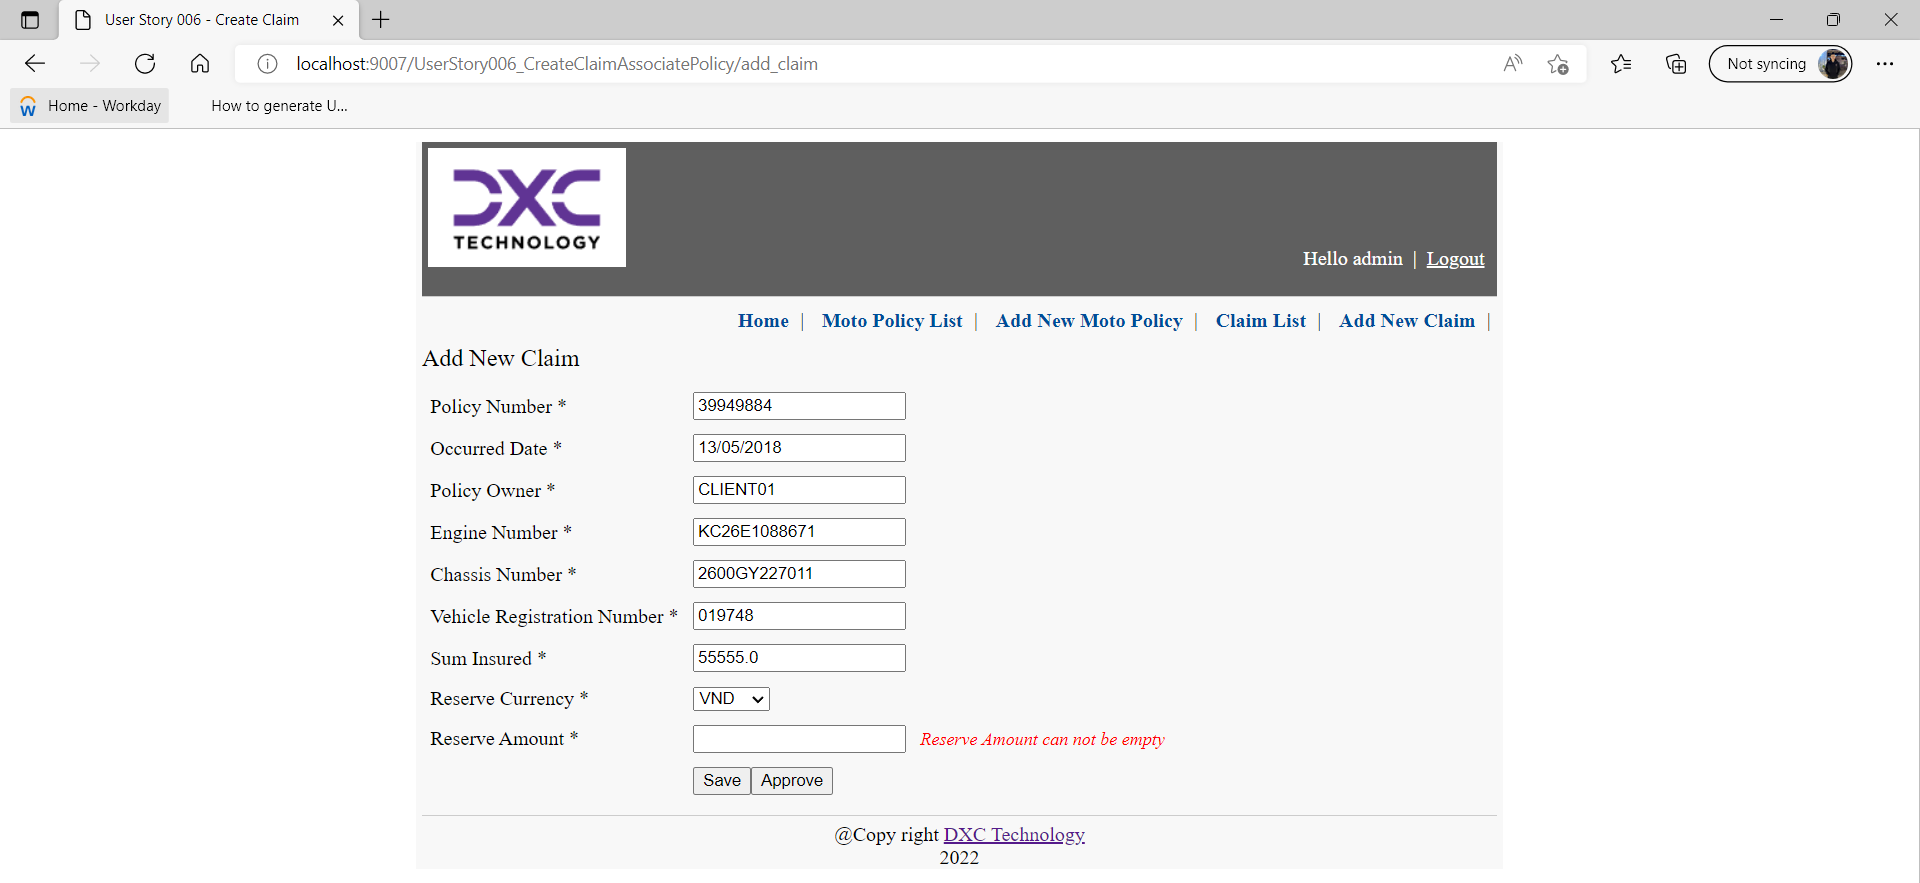 User Story 006 - Create Claim
localhost:9007/UserStory006_CreateClaimAssociatePolicy/add_claim
Not syncing
Home - Workday
How to generate U...
DXC
TECHNOLOGY
Hello admin | Logout
Home | Moto Policy List | Add New Moto Policy | Claim List | Add New Claim |
Add New Claim
Policy Number * 39949884
Occurred Date * 13/05/2018
Policy Owner * CLIENT01
Engine Number * KC26E1088671
Chassis Number * 2600GY227011
Vehicle Registration Number * 019748
Sum Insured * 55555.0
Reserve Currency * VND
Reserve Amount * Reserve Amount can not be empty
Save Approve
@Copy right DXC Technology
2022